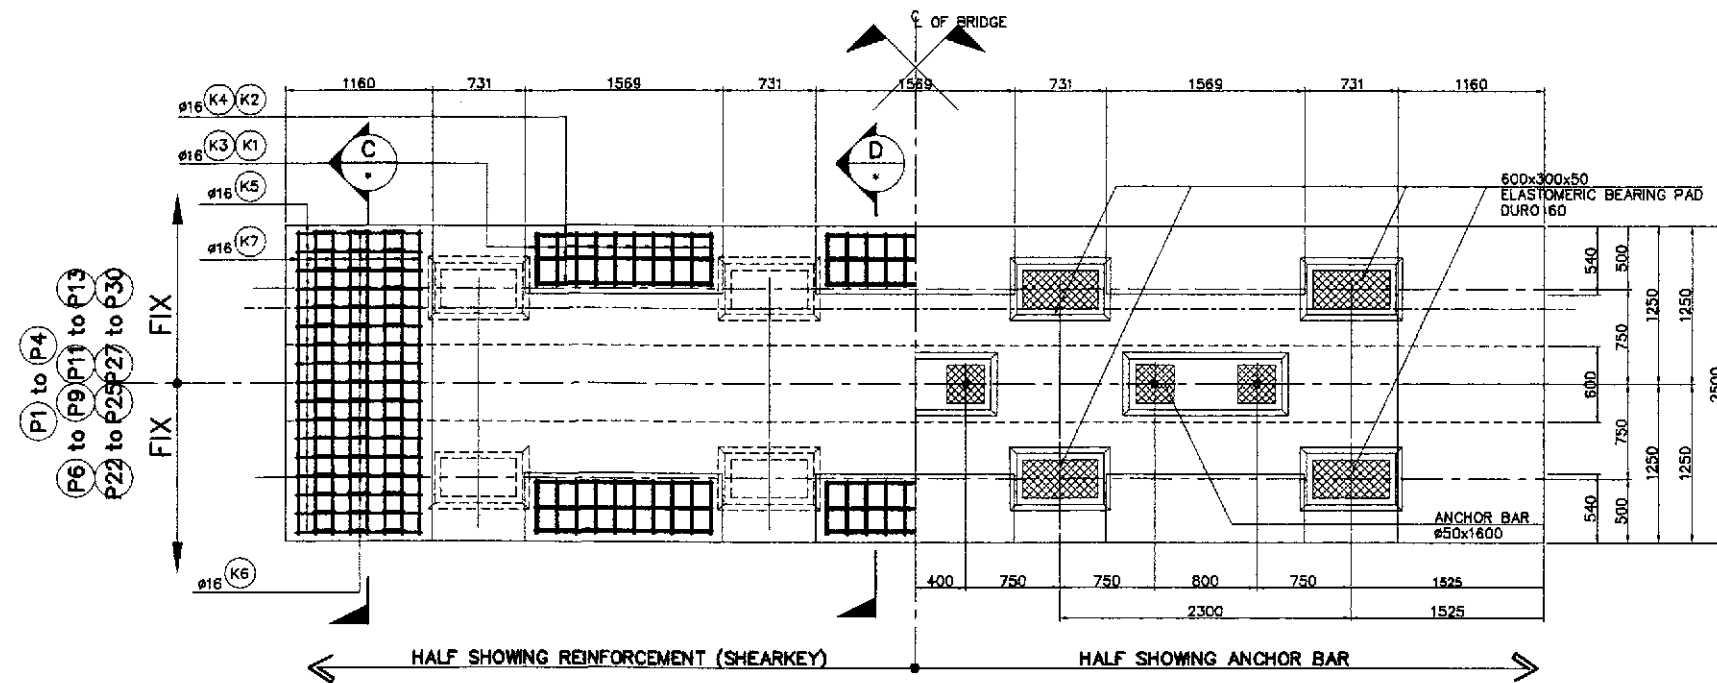 ℄ OF BRIDGE
1160 731 1569 731 1569 731 1569 731 1160
ø16 K4 K2
ø16 K3 K1
ø16 K5
ø16 K7
C
*
D
*
600x300x50
ELASTOMERIC BEARING PAD
DURO 60
540 500 1250 1250
750
600
2500
750
1250 1250
540 500
P1 to P4
P6 to P9 P11 to P13
P22 to P25 P27 to P30
FIX
FIX
ANCHOR BAR
ø50x1600
ø16 K6
400 750 750 800 750 1525
2300 1525
HALF SHOWING REINFORCEMENT (SHEARKEY)
HALF SHOWING ANCHOR BAR